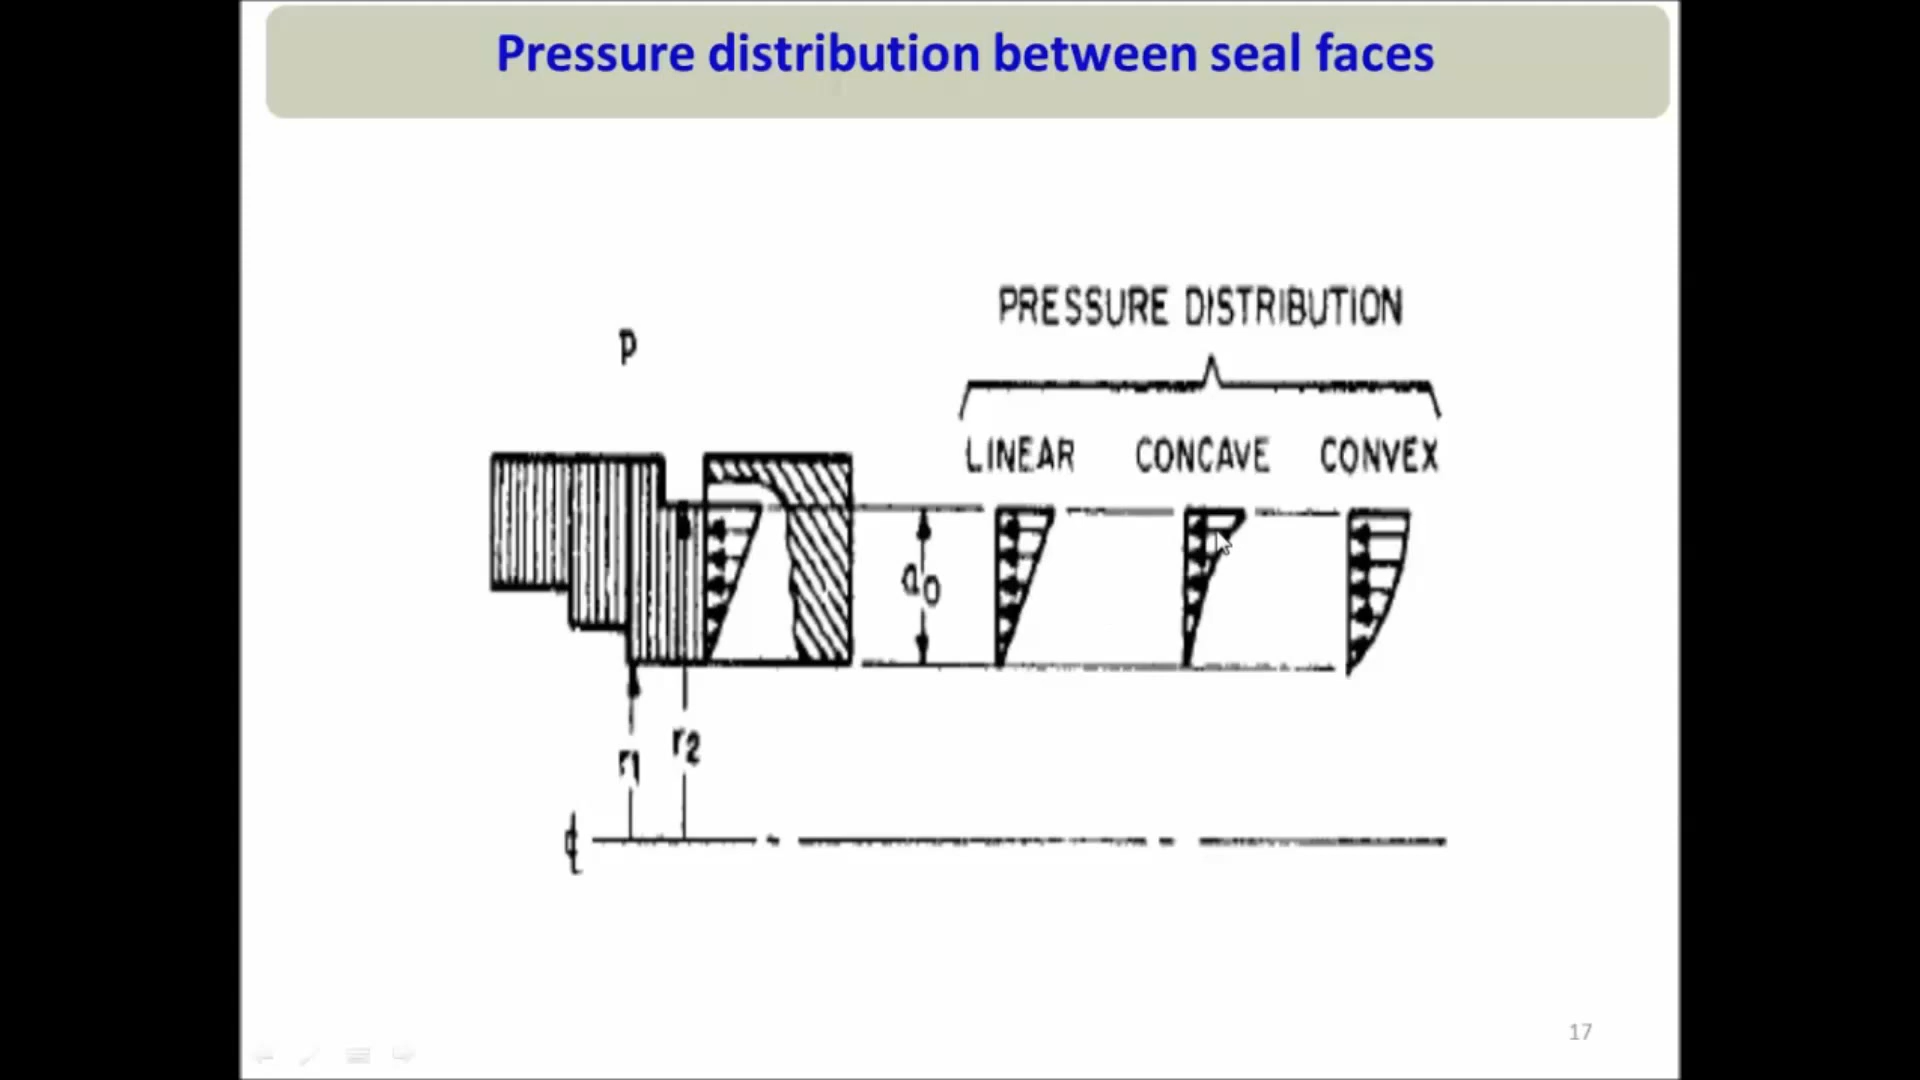 Pressure distribution between seal faces
PRESSURE DISTRIBUTION
P
LINEAR CONCAVE CONVEX
a0
r1
r2
℄
17